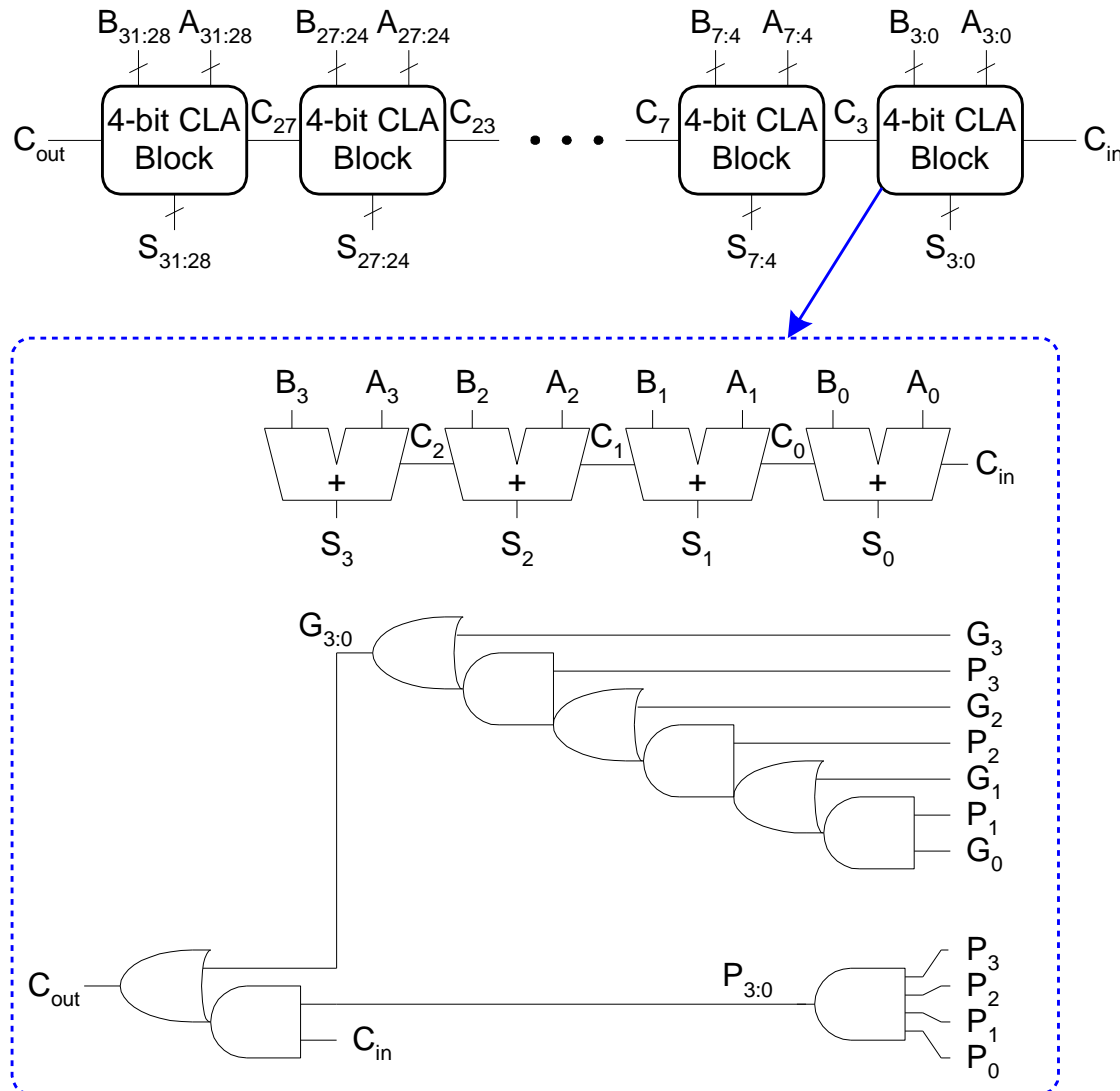 B31:28 A31:28 B27:24 A27:24 B7:4 A7:4 B3:0 A3:0
Cout 4-bit CLA Block C27 4-bit CLA Block C23 • • • C7 4-bit CLA Block C3 4-bit CLA Block Cin
S31:28 S27:24 S7:4 S3:0
B3 A3 B2 A2 B1 A1 B0 A0
+ C2 + C1 + C0 + Cin
S3 S2 S1 S0
G3:0
G3
P3
G2
P2
G1
P1
G0
Cout
Cin
P3:0
P3
P2
P1
P0